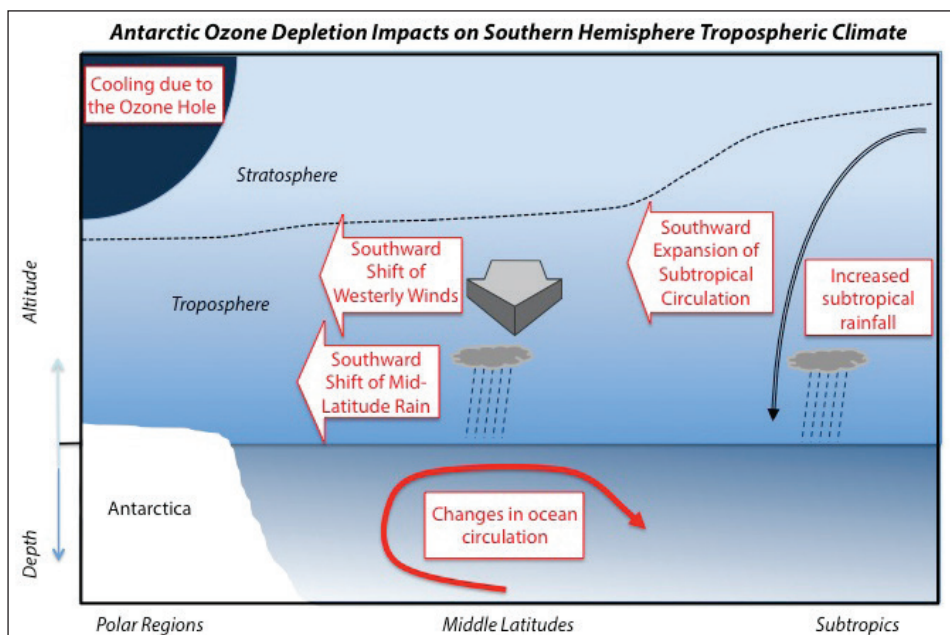 Antarctic Ozone Depletion Impacts on Southern Hemisphere Tropospheric Climate
Cooling due to
the Ozone Hole
Stratosphere
Southward
Shift of
Westerly Winds
Southward
Expansion of
Subtropical
Circulation
Increased
subtropical
rainfall
Troposphere
Altitude
Southward
Shift of Mid-
Latitude Rain
Antarctica
Changes in ocean
circulation
Depth
Polar Regions
Middle Latitudes
Subtropics